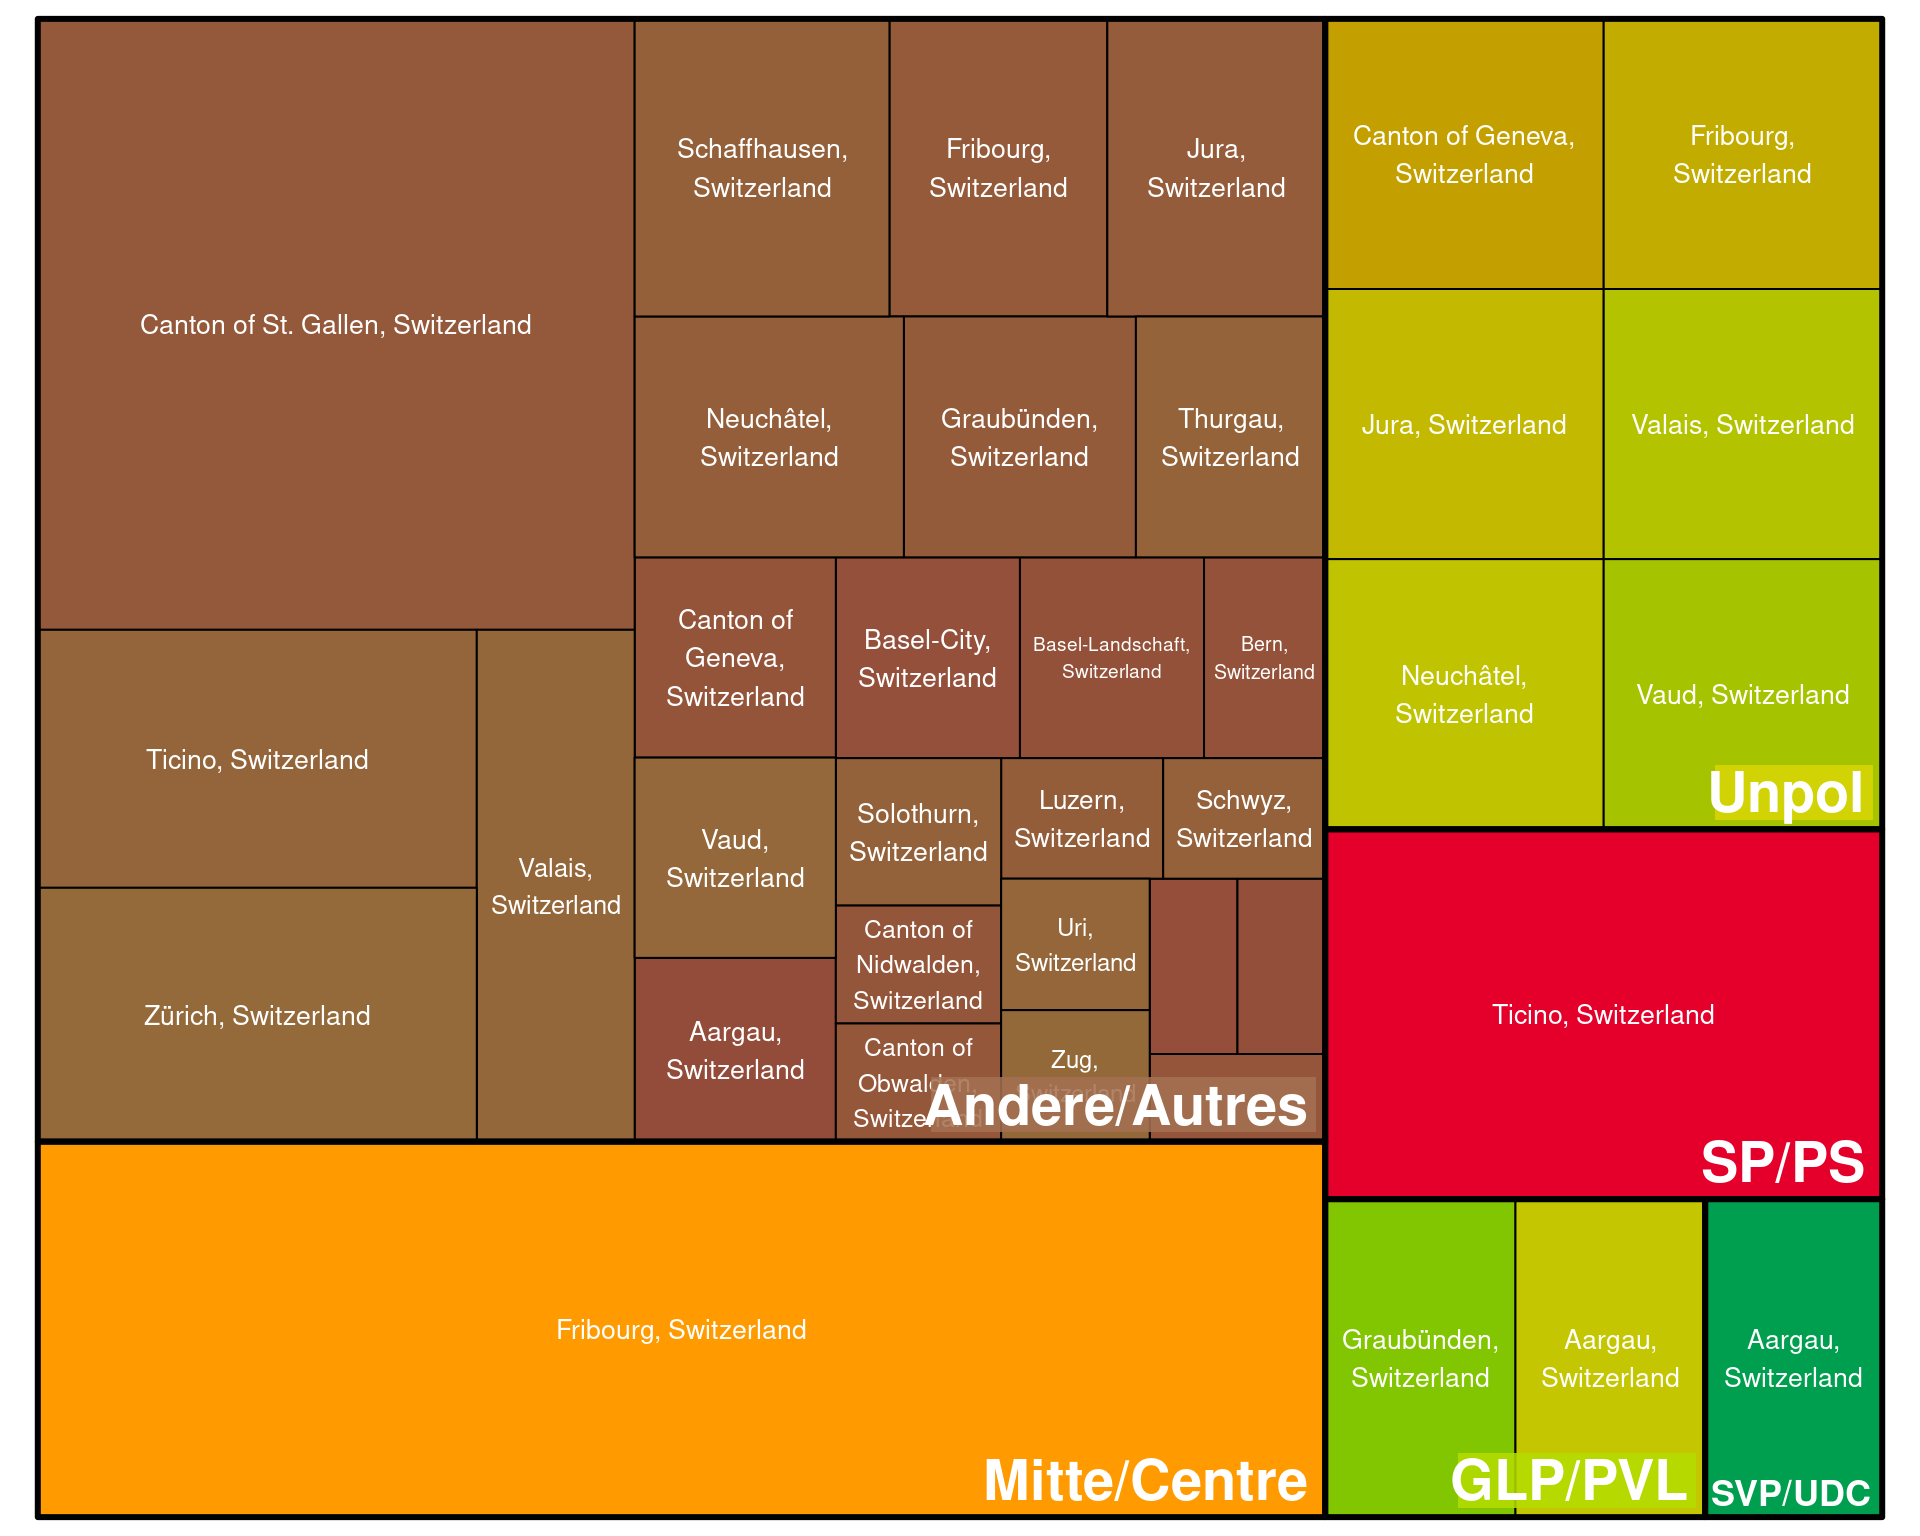 Canton of St. Gallen, Switzerland
Schaffhausen,
Switzerland
Fribourg,
Switzerland
Jura,
Switzerland
Neuchâtel,
Switzerland
Graubünden,
Switzerland
Thurgau,
Switzerland
Ticino, Switzerland
Zürich, Switzerland
Valais,
Switzerland
Canton of
Geneva,
Switzerland
Basel-City,
Switzerland
Basel-Landschaft,
Switzerland
Bern,
Switzerland
Vaud,
Switzerland
Aargau,
Switzerland
Solothurn,
Switzerland
Luzern,
Switzerland
Schwyz,
Switzerland
Canton of
Nidwalden,
Switzerland
Canton of
Obwalden,
Switzerland
Uri,
Switzerland
Zug,
Switzerland
Andere/Autres
Fribourg, Switzerland
Mitte/Centre
Canton of Geneva,
Switzerland
Fribourg,
Switzerland
Jura, Switzerland
Valais, Switzerland
Neuchâtel,
Switzerland
Vaud, Switzerland
Unpol
Ticino, Switzerland
SP/PS
Graubünden,
Switzerland
Aargau,
Switzerland
GLP/PVL
Aargau,
Switzerland
SVP/UDC